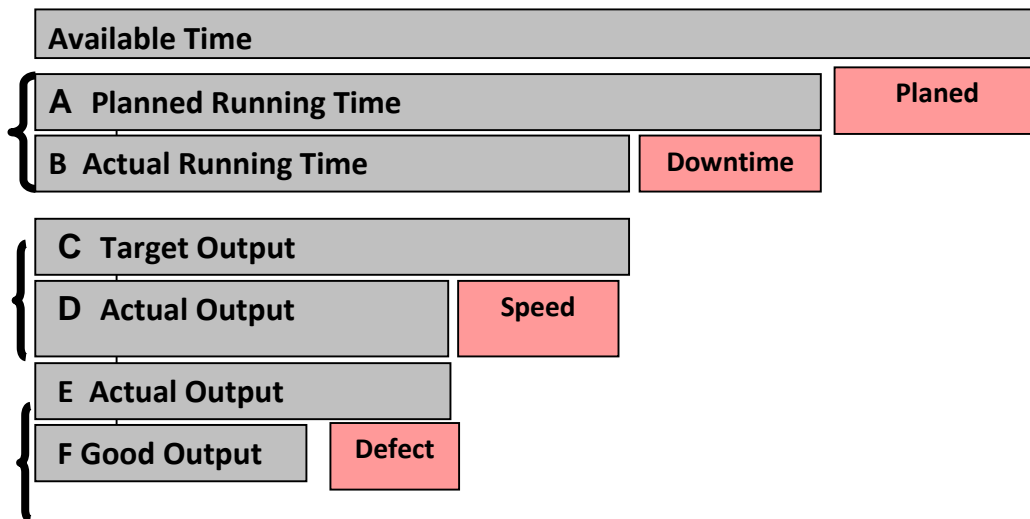 Available Time
A Planned Running Time
Planed
B Actual Running Time
Downtime
C Target Output
D Actual Output
Speed
E Actual Output
F Good Output
Defect